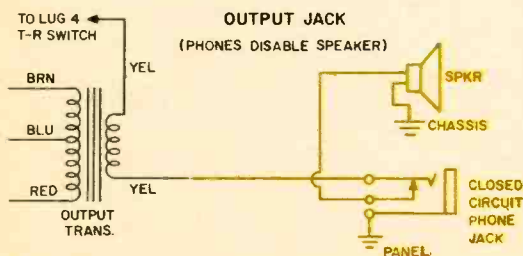 OUTPUT JACK
(PHONES DISABLE SPEAKER)
TO LUG 4
T-R SWITCH
YEL
BRN
BLU
RED
OUTPUT
TRANS.
YEL
SPKR
CHASSIS
CLOSED
CIRCUIT
PHONE
JACK
PANEL.